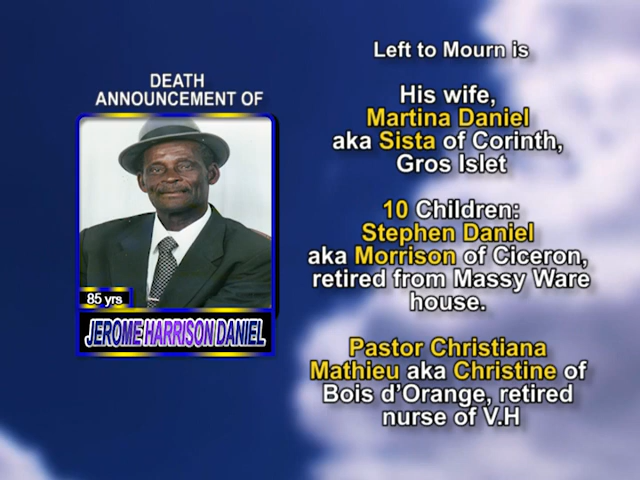 DEATH
ANNOUNCEMENT OF
85 yrs
JEROME HARRISON DANIEL
Left to Mourn is
His wife,
Martina Daniel
aka Sista of Corinth,
Gros Islet
10 Children:
Stephen Daniel
aka Morrison of Ciceron,
retired from Massy Ware
house.
Pastor Christiana
Mathieu aka Christine of
Bois d'Orange, retired
nurse of V.H